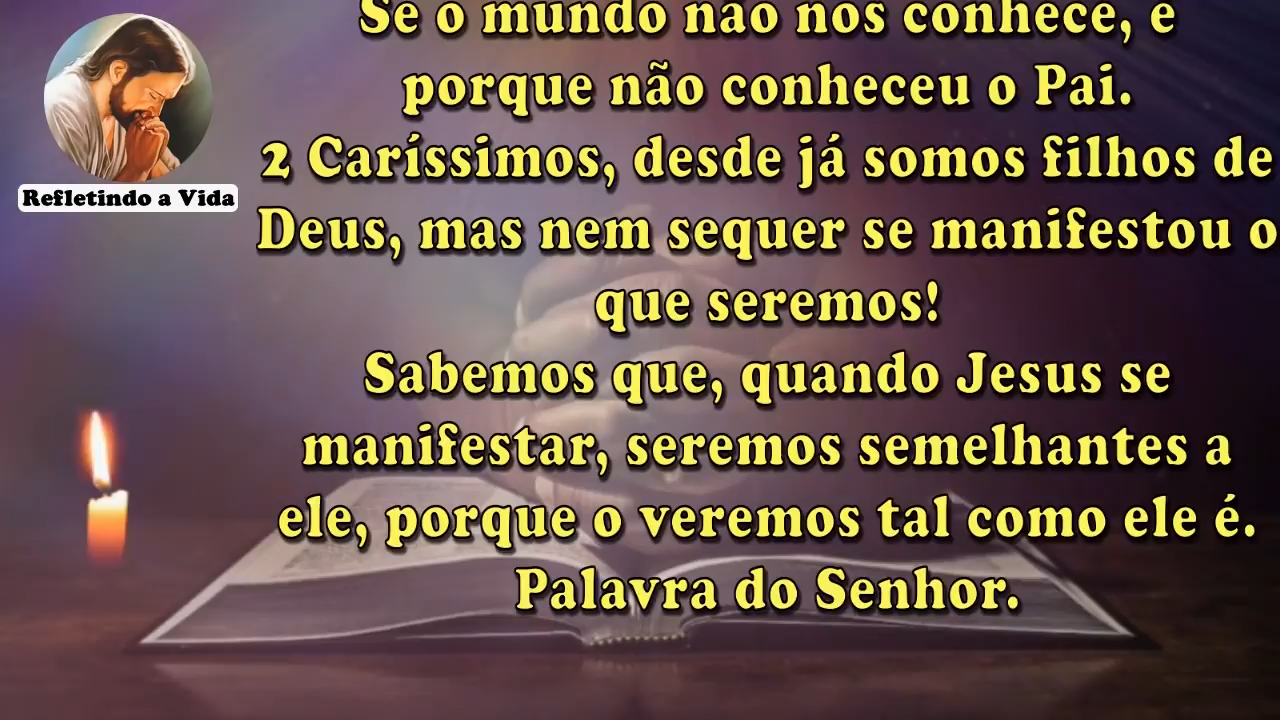 Se o mundo não nos conhece, é
porque não conheceu o Pai.
2 Caríssimos, desde já somos filhos de
Deus, mas nem sequer se manifestou o
que seremos!
Sabemos que, quando Jesus se
manifestar, seremos semelhantes a
ele, porque o veremos tal como ele é.
Palavra do Senhor.
Refletindo a Vida